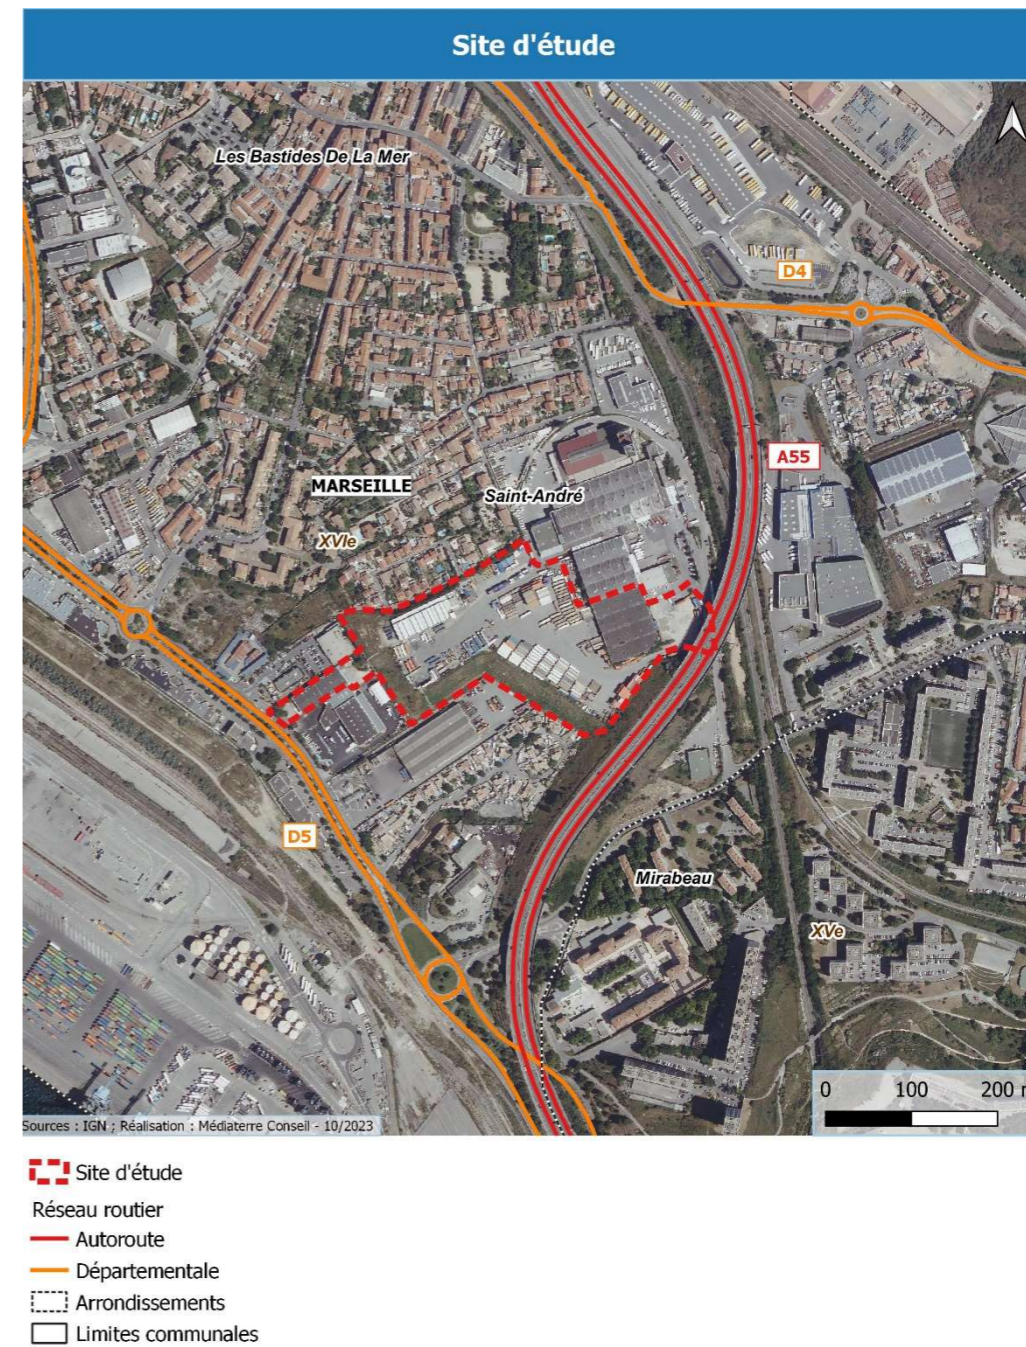 Site d'étude
Les Bastides De La Mer
D4
A55
MARSEILLE
Saint-André
XVIe
D5
Mirabeau
XVe
0 100 200 m
Sources : IGN ; Réalisation : Médiaterre Conseil - 10/2023
Site d'étude
Réseau routier
Autoroute
Départementale
Arrondissements
Limites communales